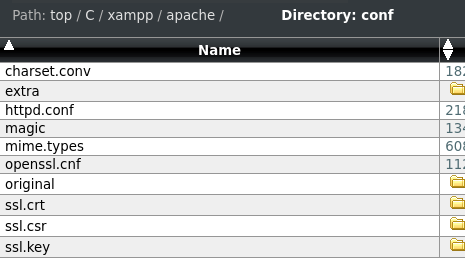 Path: top / C / xampp / apache / Directory: conf
Name
charset.conv 182
extra
httpd.conf 218
magic 134
mime.types 608
openssl.cnf 112
original
ssl.crt
ssl.csr
ssl.key